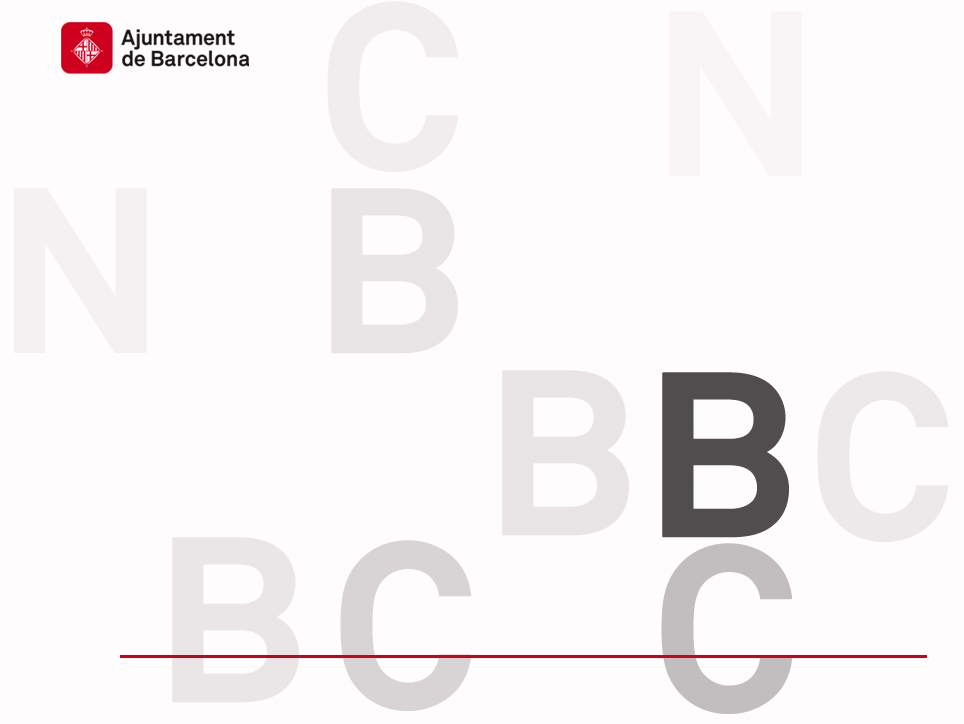 Ajuntament
de Barcelona
C N
N B
B B C
B C C